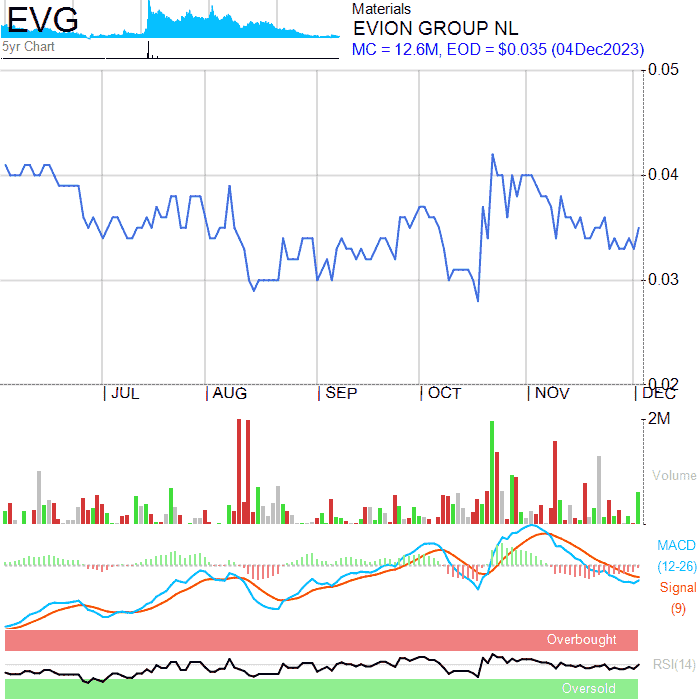 EVG
5yr Chart
Materials
EVION GROUP NL
MC = 12.6M, EOD = $0.035 (04Dec2023)
0.05
0.04
0.03
0.02
JUL AUG SEP OCT NOV DEC
2M
Volume
MACD
(12-26)
Signal
(9)
Overbought
RSI(14)
Oversold